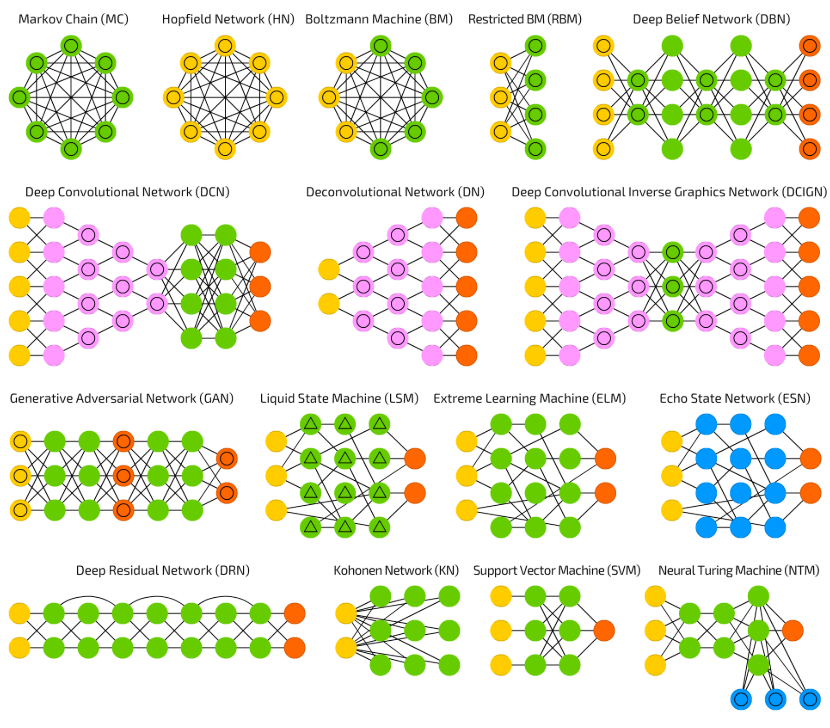 Markov Chain (MC)
Hopfield Network (HN)
Boltzmann Machine (BM)
Restricted BM (RBM)
Deep Belief Network (DBN)
Deep Convolutional Network (DCN)
Deconvolutional Network (DN)
Deep Convolutional Inverse Graphics Network (DCIGN)
Generative Adversarial Network (GAN)
Liquid State Machine (LSM)
Extreme Learning Machine (ELM)
Echo State Network (ESN)
Deep Residual Network (DRN)
Kohonen Network (KN)
Support Vector Machine (SVM)
Neural Turing Machine (NTM)